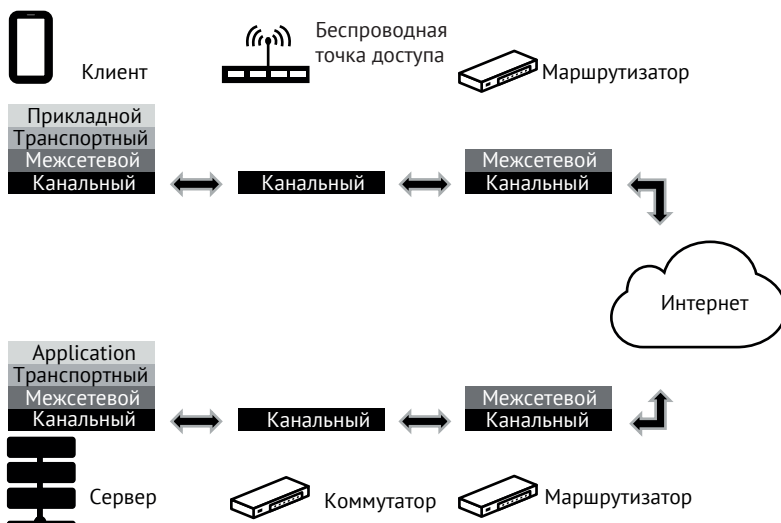 Клиент
Беспроводная
точка доступа
Маршрутизатор
Прикладной
Транспортный
Межсетевой
Канальный
Канальный
Межсетевой
Канальный
Интернет
Application
Транспортный
Межсетевой
Канальный
Канальный
Межсетевой
Канальный
Сервер
Коммутатор
Маршрутизатор